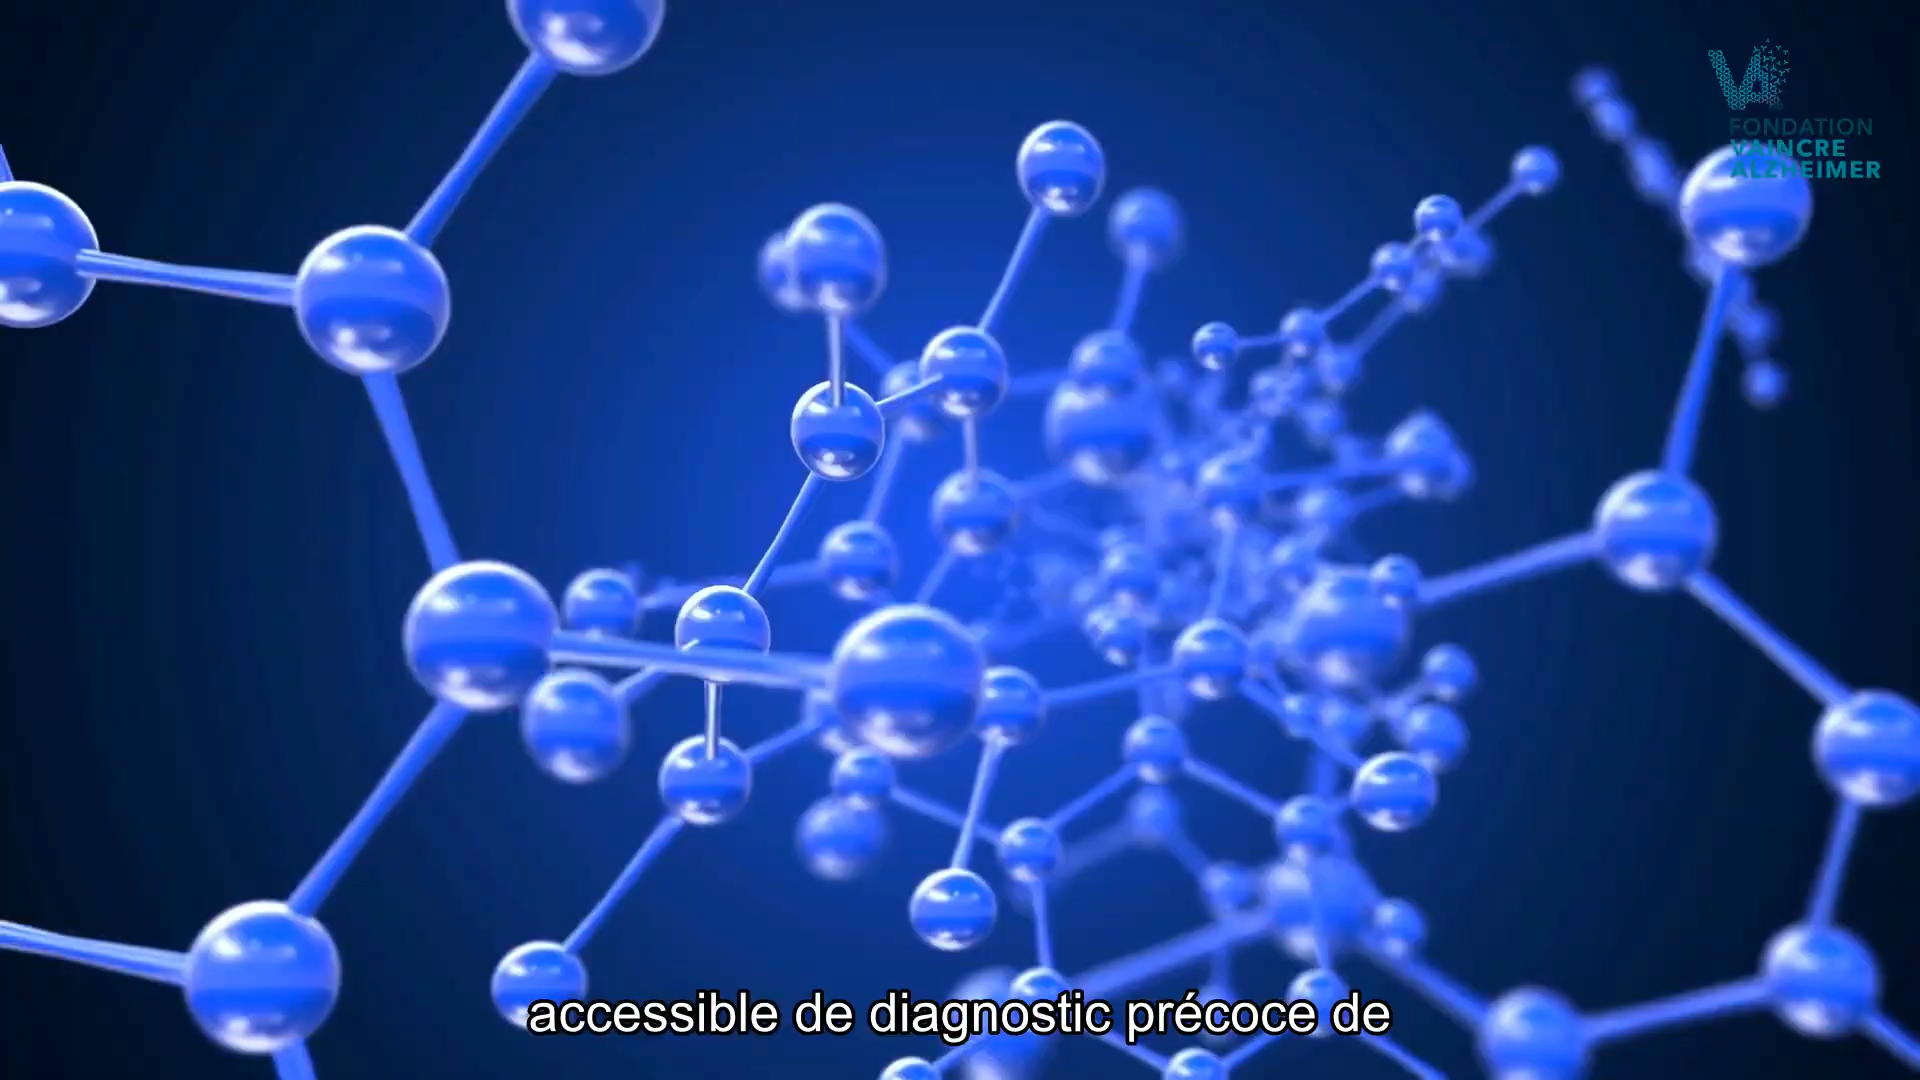 FONDATION
VAINCRE
ALZHEIMER
accessible de diagnostic précoce de